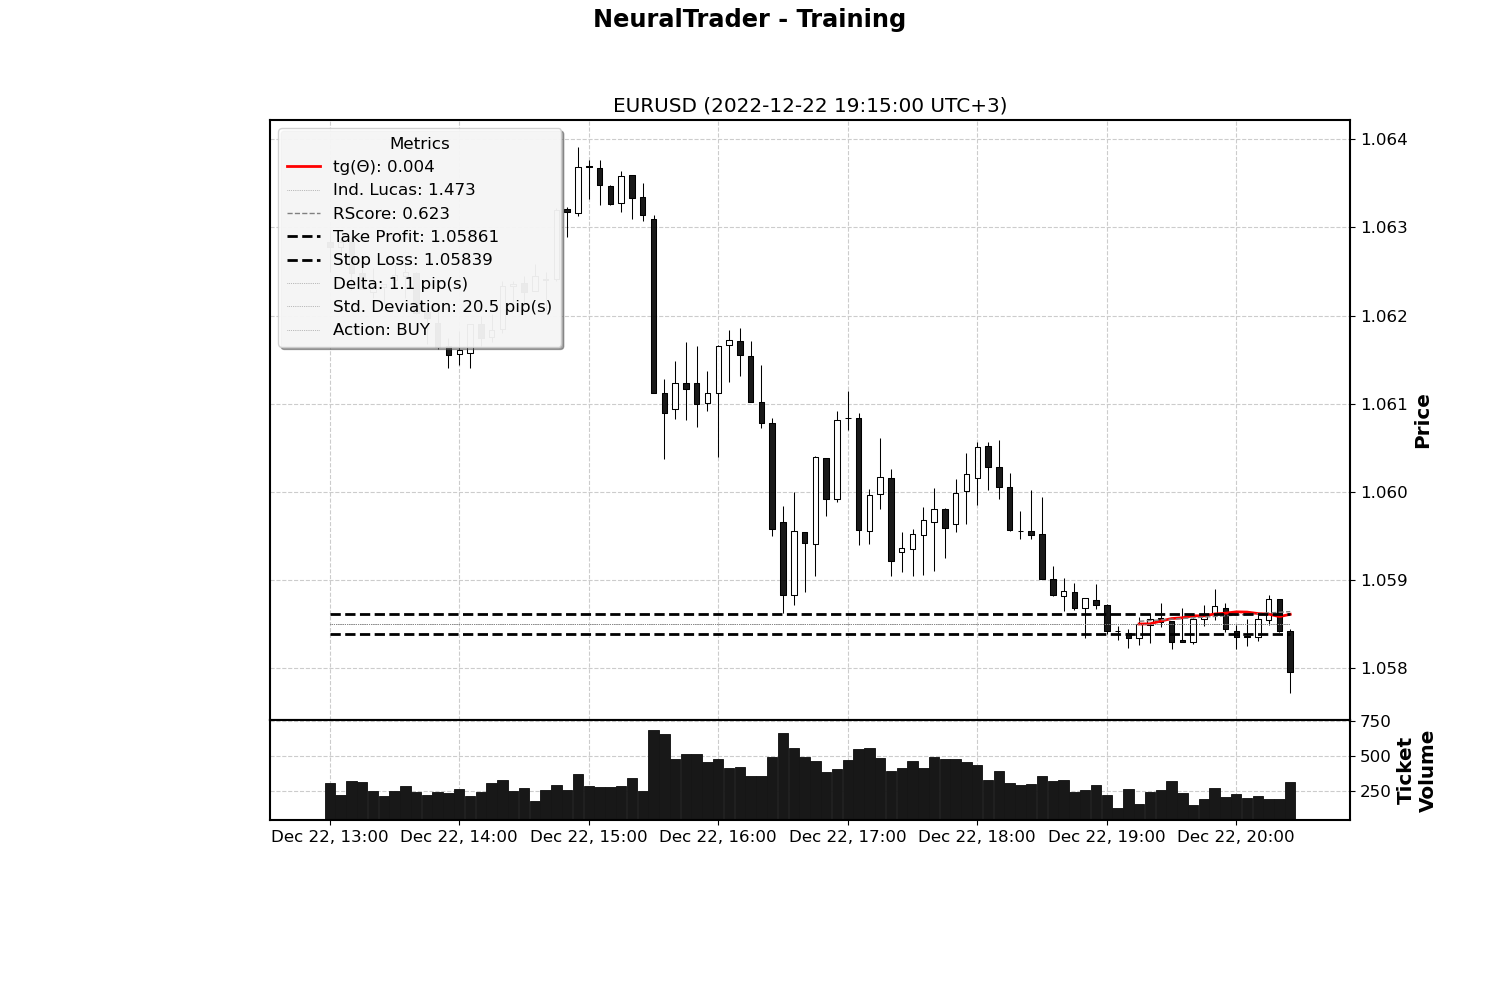 NeuralTrader - Training
EURUSD (2022-12-22 19:15:00 UTC+3)
Metrics
tg(Θ): 0.004
Ind. Lucas: 1.473
RScore: 0.623
Take Profit: 1.05861
Stop Loss: 1.05839
Delta: 1.1 pip(s)
Std. Deviation: 20.5 pip(s)
Action: BUY
1.064
1.063
1.062
1.061
1.060
1.059
1.058
Price
750
500
250
Ticket
Volume
Dec 22, 13:00 Dec 22, 14:00 Dec 22, 15:00 Dec 22, 16:00 Dec 22, 17:00 Dec 22, 18:00 Dec 22, 19:00 Dec 22, 20:00